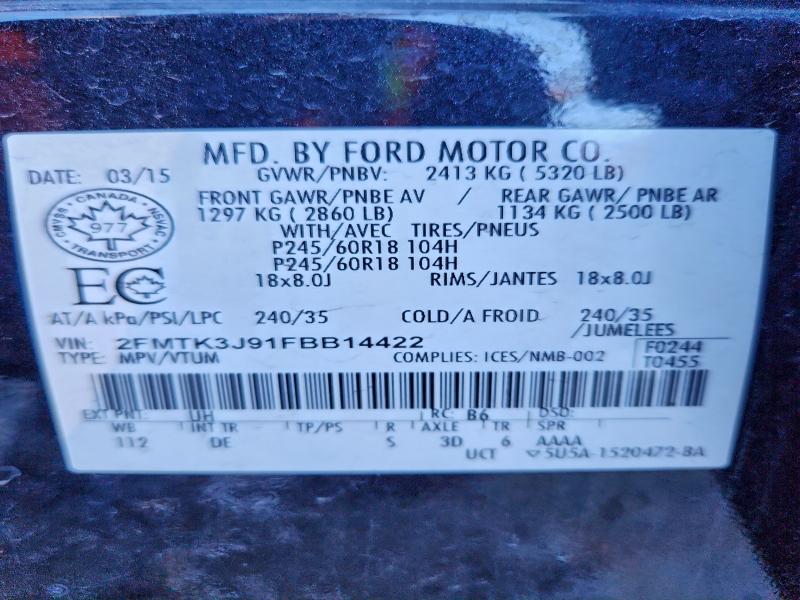 MFD. BY FORD MOTOR CO.
DATE: 03/15 GVWR/PNBV: 2413 KG ( 5320 LB)
FRONT GAWR/PNBE AV / REAR GAWR/ PNBE AR
1297 KG ( 2860 LB) 1134 KG ( 2500 LB)
WITH/AVEC TIRES/PNEUS
P245/60R18 104H
P245/60R18 104H
18x8.0J RIMS/JANTES 18x8.0J
CANADA
CMVSS 977 NSVAC
TRANSPORT
EC
AT/A kPa/PSI/LPC 240/35 COLD/A FROID 240/35
/JUMELEES
VIN: 2FMTK3J91FBB14422 F0244
TYPE: MPV/VTUM COMPLIES: ICES/NMB-002 T0455
EXT PNT: UH RC: B6 DSO:
WB INT TR TP/PS R AXLE TR SPR
112 DE S 3D 6 AAAA
UCT ▽5U5A-1520472-BA